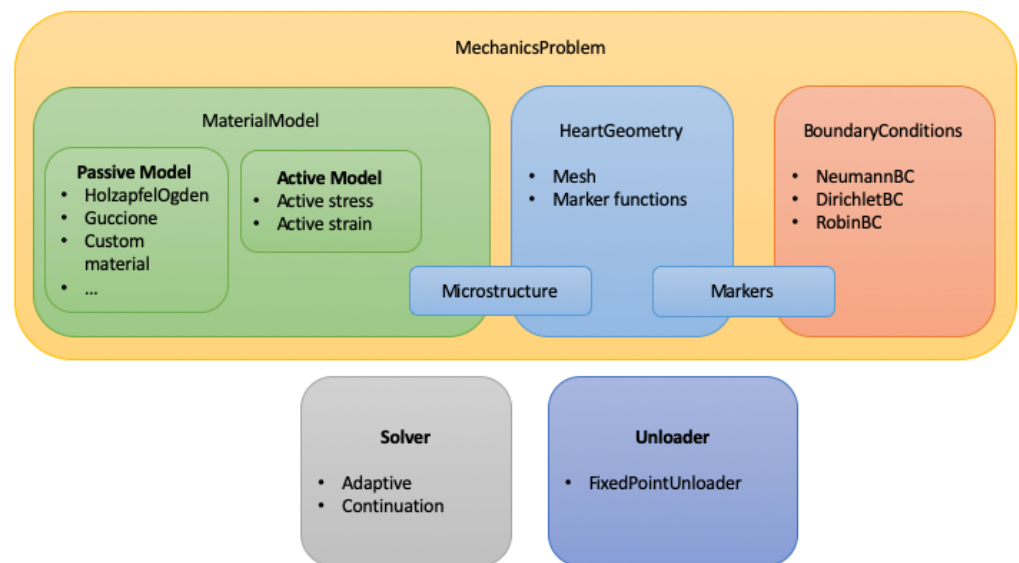 MechanicsProblem
MaterialModel
Passive Model
• HolzapfelOgden
• Guccione
• Custom
material
• ...
Active Model
• Active stress
• Active strain
Microstructure
HeartGeometry
• Mesh
• Marker functions
Markers
BoundaryConditions
• NeumannBC
• DirichletBC
• RobinBC
Solver
• Adaptive
• Continuation
Unloader
• FixedPointUnloader